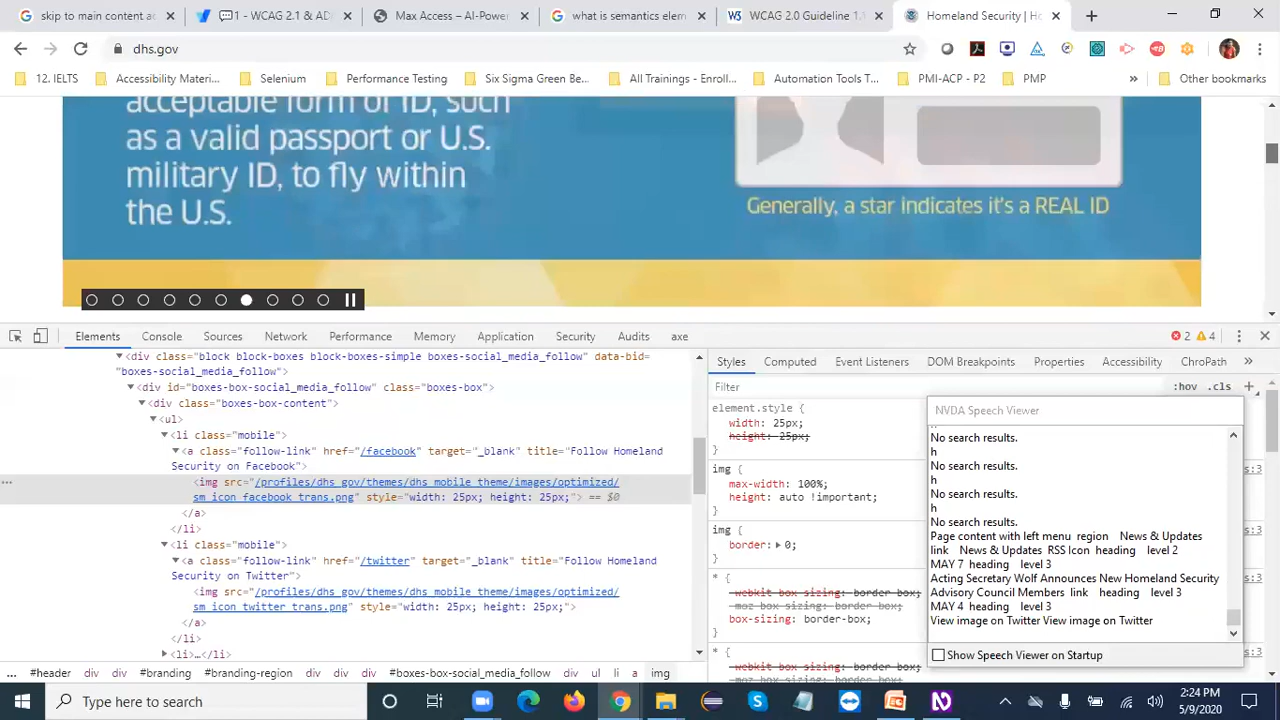 skip to main content a
1 - WCAG 2.1 & AD
Max Access – AI-Power
what is semantics elem
WCAG 2.0 Guideline 1.1
Homeland Security | Ho
dhs.gov
12. IELTS
Accessibility Materi...
Selenium
Performance Testing
Six Sigma Green Be...
All Trainings - Enroll...
Automation Tools T...
PMI-ACP - P2
PMP
»
Other bookmarks
acceptable form of ID, such
as a valid passport or U.S.
military ID, to fly within
the U.S.
Generally, a star indicates it's a REAL ID
Elements Console Sources Network Performance Memory Application Security Audits axe
2 4
<div class="block block-boxes block-boxes-simple boxes-social_media_follow" data-bid=
"boxes-social_media_follow">
<div id="boxes-box-social_media_follow" class="boxes-box">
<div class="boxes-box-content">
<ul>
<li class="mobile">
<a class="follow-link" href="/facebook" target="_blank" title="Follow Homeland
Security on Facebook">
<img src="/profiles/dhs_gov/themes/dhs_mobile_theme/images/optimized/
sm_icon_facebook_trans.png" style="width: 25px; height: 25px;"> == $0
</a>
</li>
<li class="mobile">
<a class="follow-link" href="/twitter" target="_blank" title="Follow Homeland
Security on Twitter">
<img src="/profiles/dhs_gov/themes/dhs_mobile_theme/images/optimized/
sm_icon_twitter_trans.png" style="width: 25px; height: 25px;">
</a>
</li>
<li>…</li>
#header div #branding #branding-region div #boxes-box-social_media_follow div ul li a img
Styles Computed Event Listeners DOM Breakpoints Properties Accessibility ChroPath »
Filter
:hov .cls +
element.style {
width: 25px;
height: 25px;
}
img {
max-width: 100%;
height: auto !important;
}
s:3
img {
border: 0;
}
s:3
* {
-webkit-box-sizing: border-box;
-moz-box-sizing: border-box;
box-sizing: border-box;
}
s:3
* {
-webkit-box-sizing: border-box;
-moz-box-sizing: border-box;
s:3
NVDA Speech Viewer
No search results.
h
No search results.
h
No search results.
h
No search results.
Page content with left menu region News & Updates
link News & Updates RSS Icon heading level 2
MAY 7 heading level 3
Acting Secretary Wolf Announces New Homeland Security
Advisory Council Members link heading level 3
MAY 4 heading level 3
View image on Twitter View image on Twitter
Show Speech Viewer on Startup
Type here to search
2:24 PM
5/9/2020